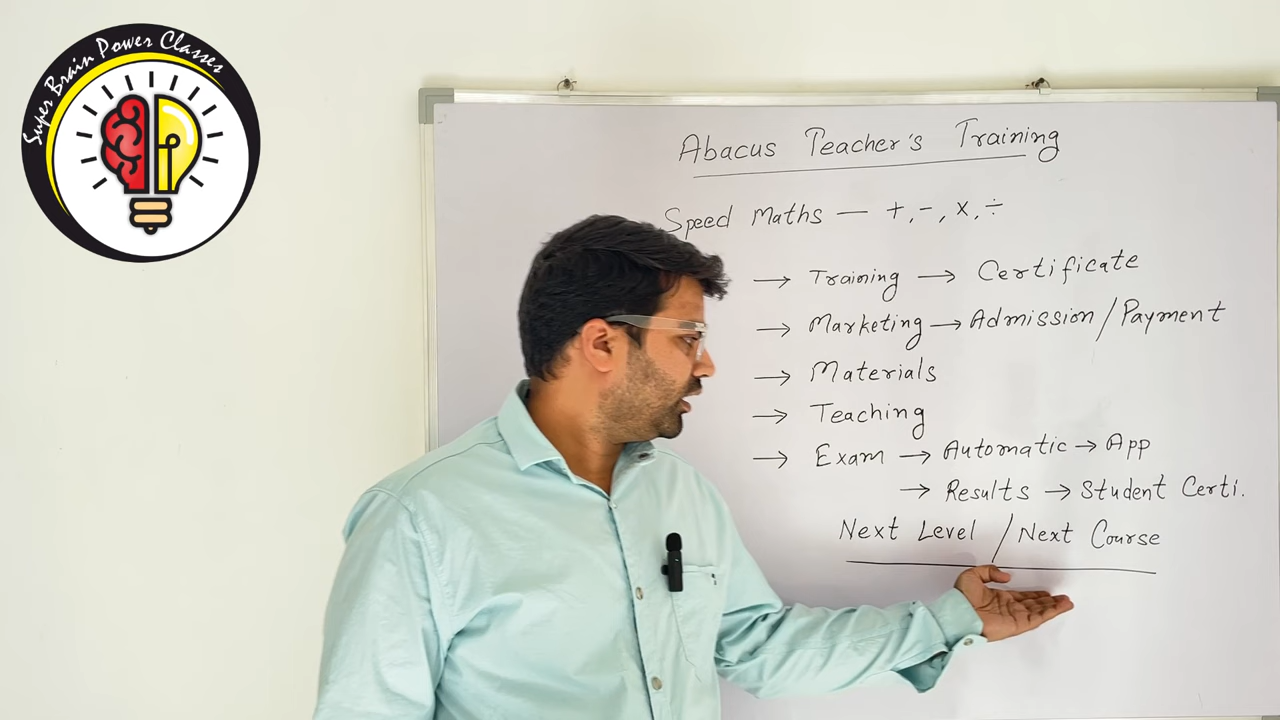 Super Brain Power Classes
Abacus Teacher's Training
Speed Maths — +, -, ×, ÷
→ Training → Certificate
→ Marketing → Admission / Payment
→ Materials
→ Teaching
→ Exam → Automatic → App
→ Results → Student Certi.
Next Level / Next Course